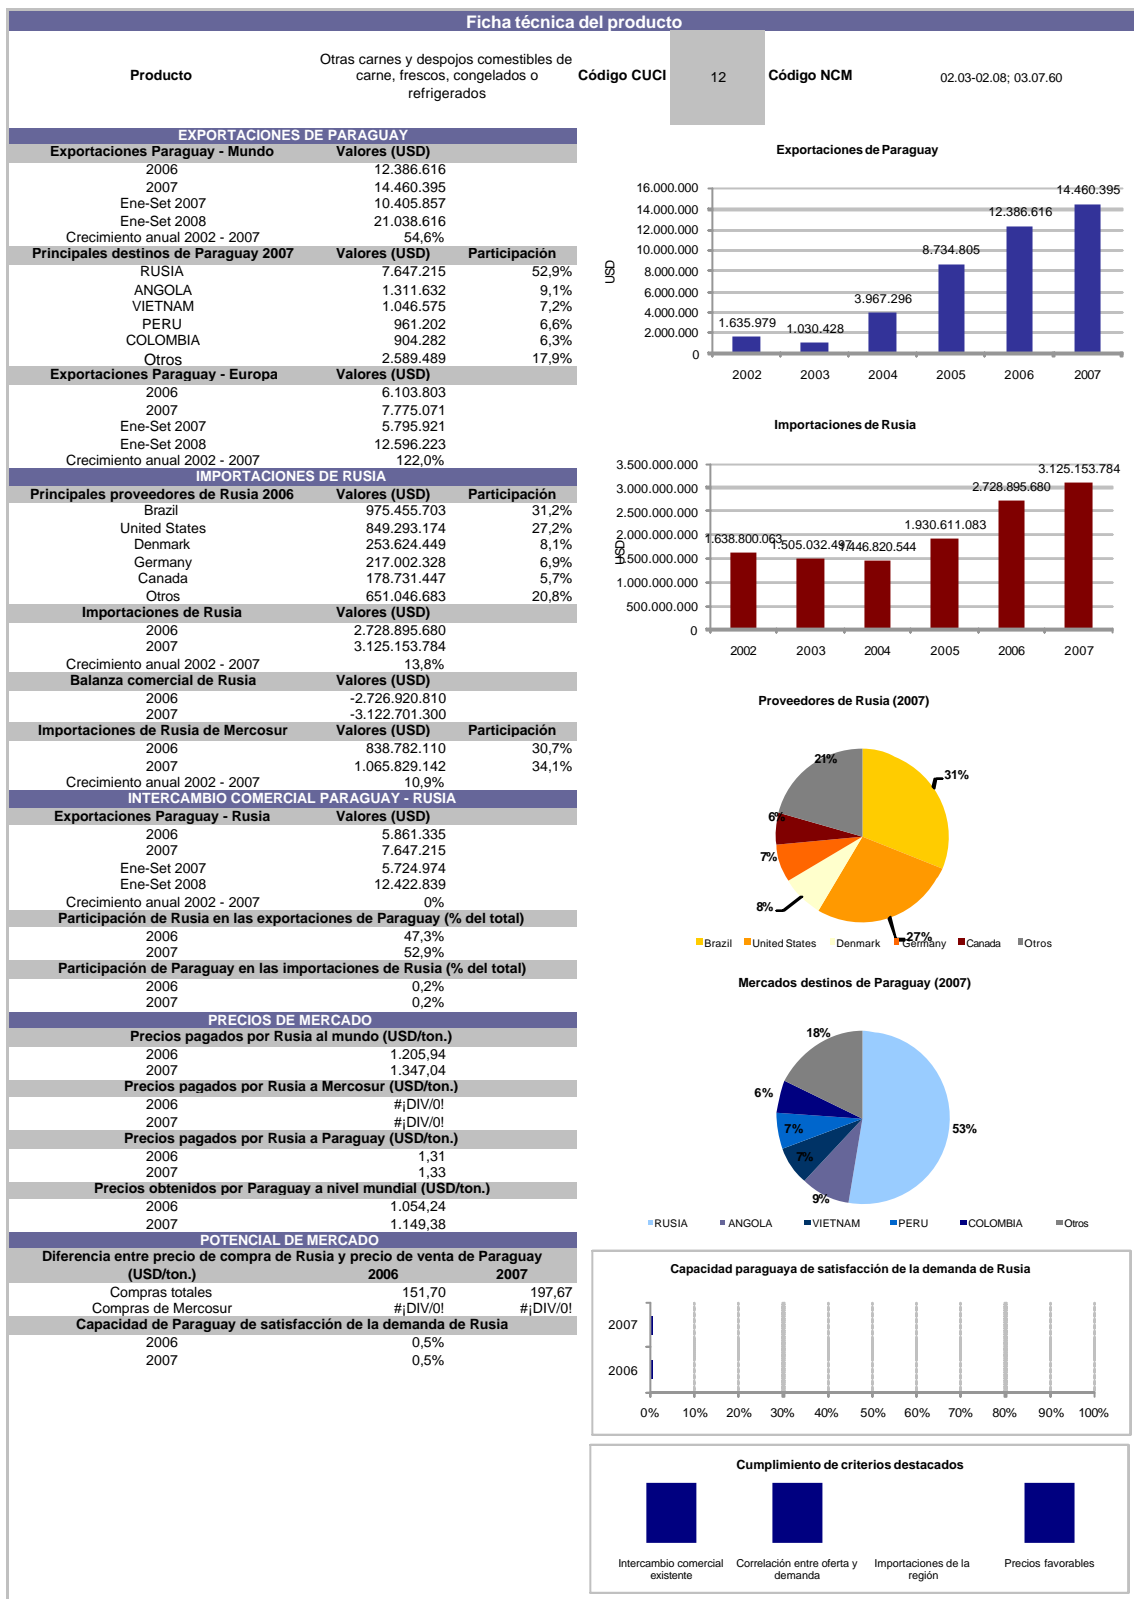 Ficha técnica del producto
Producto
Otras carnes y despojos comestibles de
carne, frescos, congelados o
refrigerados
Código CUCI
12
Código NCM
02.03-02.08; 03.07.60
EXPORTACIONES DE PARAGUAY
Exportaciones Paraguay - Mundo Valores (USD)
2006 12.386.616
2007 14.460.395
Ene-Set 2007 10.405.857
Ene-Set 2008 21.038.616
Crecimiento anual 2002 - 2007 54,6%
Principales destinos de Paraguay 2007 Valores (USD) Participación
RUSIA 7.647.215 52,9%
ANGOLA 1.311.632 9,1%
VIETNAM 1.046.575 7,2%
PERU 961.202 6,6%
COLOMBIA 904.282 6,3%
Otros 2.589.489 17,9%
Exportaciones Paraguay - Europa Valores (USD)
2006 6.103.803
2007 7.775.071
Ene-Set 2007 5.795.921
Ene-Set 2008 12.596.223
Crecimiento anual 2002 - 2007 122,0%
IMPORTACIONES DE RUSIA
Principales proveedores de Rusia 2006 Valores (USD) Participación
Brazil 975.455.703 31,2%
United States 849.293.174 27,2%
Denmark 253.624.449 8,1%
Germany 217.002.328 6,9%
Canada 178.731.447 5,7%
Otros 651.046.683 20,8%
Importaciones de Rusia Valores (USD)
2006 2.728.895.680
2007 3.125.153.784
Crecimiento anual 2002 - 2007 13,8%
Balanza comercial de Rusia Valores (USD)
2006 -2.726.920.810
2007 -3.122.701.300
Importaciones de Rusia de Mercosur Valores (USD) Participación
2006 838.782.110 30,7%
2007 1.065.829.142 34,1%
Crecimiento anual 2002 - 2007 10,9%
INTERCAMBIO COMERCIAL PARAGUAY - RUSIA
Exportaciones Paraguay - Rusia Valores (USD)
2006 5.861.335
2007 7.647.215
Ene-Set 2007 5.724.974
Ene-Set 2008 12.422.839
Crecimiento anual 2002 - 2007 0%
Participación de Rusia en las exportaciones de Paraguay (% del total)
2006 47,3%
2007 52,9%
Participación de Paraguay en las importaciones de Rusia (% del total)
2006 0,2%
2007 0,2%
PRECIOS DE MERCADO
Precios pagados por Rusia al mundo (USD/ton.)
2006 1.205,94
2007 1.347,04
Precios pagados por Rusia a Mercosur (USD/ton.)
2006 #¡DIV/0!
2007 #¡DIV/0!
Precios pagados por Rusia a Paraguay (USD/ton.)
2006 1,31
2007 1,33
Precios obtenidos por Paraguay a nivel mundial (USD/ton.)
2006 1.054,24
2007 1.149,38
POTENCIAL DE MERCADO
Diferencia entre precio de compra de Rusia y precio de venta de Paraguay
(USD/ton.) 2006 2007
Compras totales 151,70 197,67
Compras de Mercosur #¡DIV/0! #¡DIV/0!
Capacidad de Paraguay de satisfacción de la demanda de Rusia
2006 0,5%
2007 0,5%
Exportaciones de Paraguay
USD
16.000.000
14.000.000
12.000.000
10.000.000
8.000.000
6.000.000
4.000.000
2.000.000
0
1.635.979
1.030.428
3.967.296
8.734.805
12.386.616
14.460.395
2002 2003 2004 2005 2006 2007
Importaciones de Rusia
USD
3.500.000.000
3.000.000.000
2.500.000.000
2.000.000.000
1.500.000.000
1.000.000.000
500.000.000
0
1.638.800.063
1.505.032.497
1.446.820.544
1.930.611.083
2.728.895.680
3.125.153.784
2002 2003 2004 2005 2006 2007
Proveedores de Rusia (2007)
31%
27%
8%
7%
6%
21%
Brazil United States Denmark Germany Canada Otros
Mercados destinos de Paraguay (2007)
53%
9%
7%
7%
6%
18%
RUSIA ANGOLA VIETNAM PERU COLOMBIA Otros
Capacidad paraguaya de satisfacción de la demanda de Rusia
2007
2006
0% 10% 20% 30% 40% 50% 60% 70% 80% 90% 100%
Cumplimiento de criterios destacados
Intercambio comercial
existente
Correlación entre oferta y
demanda
Importaciones de la
región
Precios favorables